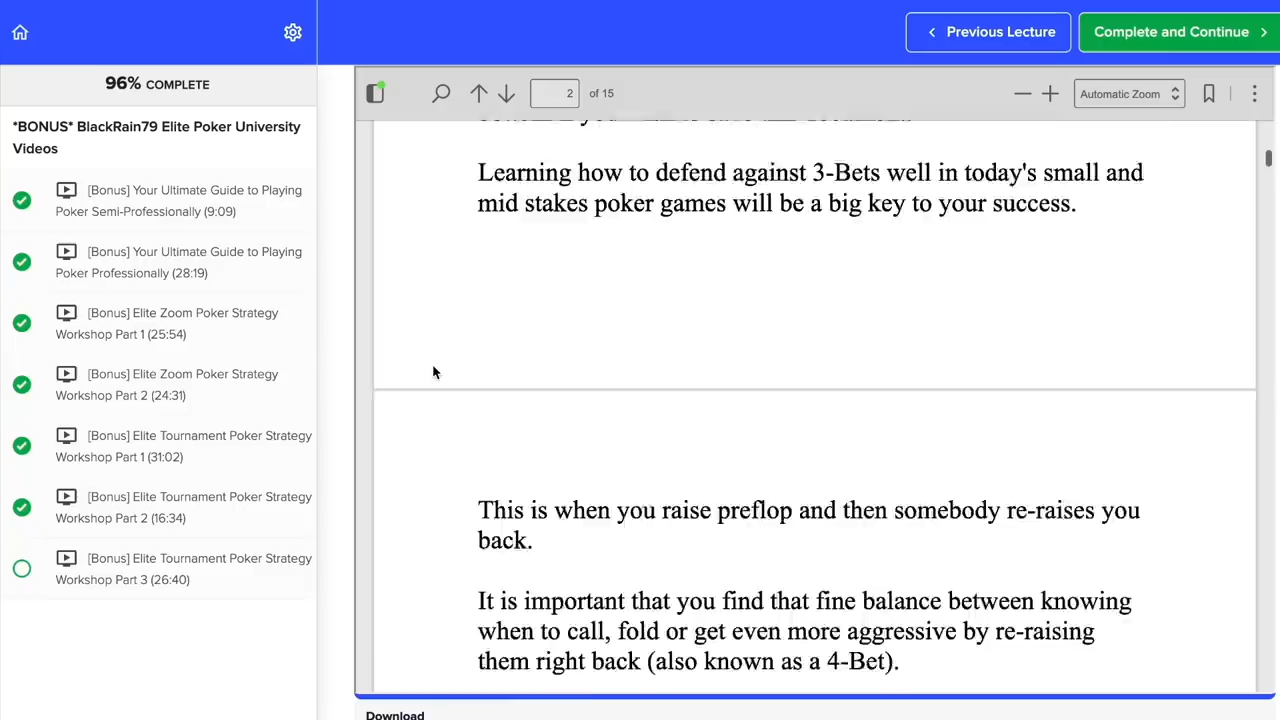 Previous Lecture
Complete and Continue
96% COMPLETE
*BONUS* BlackRain79 Elite Poker University
Videos
[Bonus] Your Ultimate Guide to Playing
Poker Semi-Professionally (9:09)
[Bonus] Your Ultimate Guide to Playing
Poker Professionally (28:19)
[Bonus] Elite Zoom Poker Strategy
Workshop Part 1 (25:54)
[Bonus] Elite Zoom Poker Strategy
Workshop Part 2 (24:31)
[Bonus] Elite Tournament Poker Strategy
Workshop Part 1 (31:02)
[Bonus] Elite Tournament Poker Strategy
Workshop Part 2 (16:34)
[Bonus] Elite Tournament Poker Strategy
Workshop Part 3 (26:40)
2 of 15
Automatic Zoom
Learning how to defend against 3-Bets well in today's small and
mid stakes poker games will be a big key to your success.
This is when you raise preflop and then somebody re-raises you
back.
It is important that you find that fine balance between knowing
when to call, fold or get even more aggressive by re-raising
them right back (also known as a 4-Bet).
Download